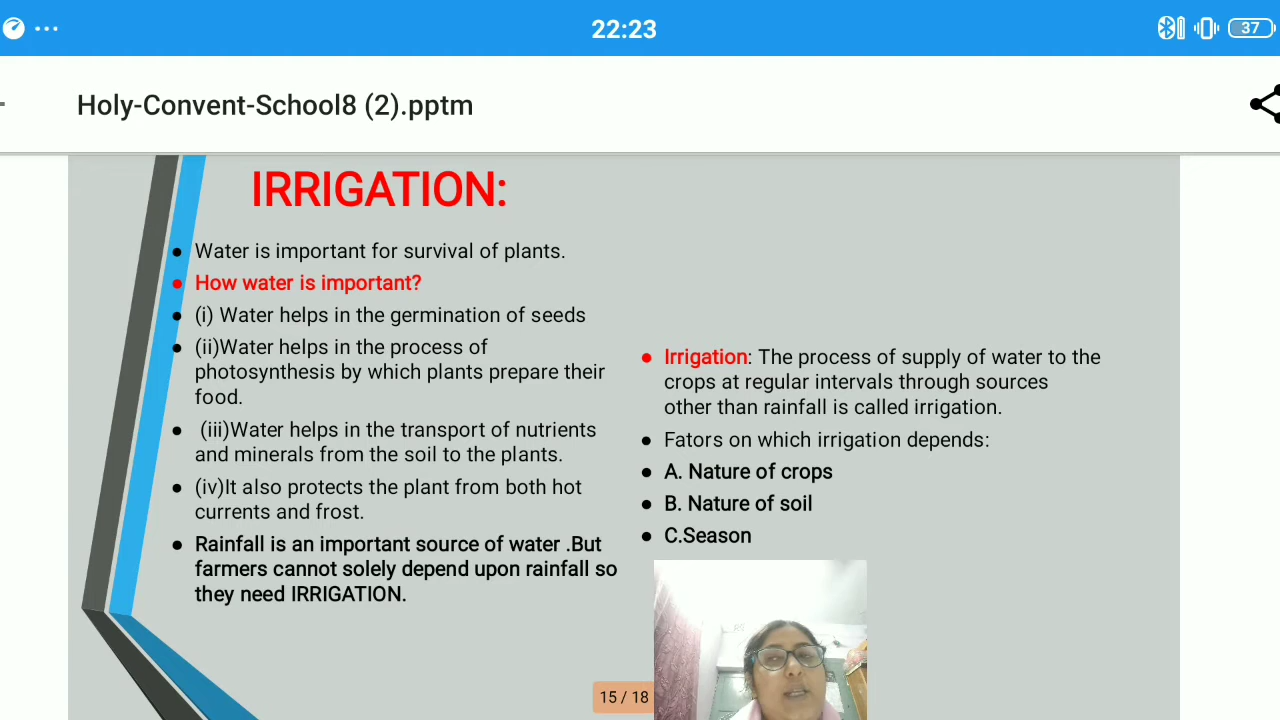 22:23
37
Holy-Convent-School8 (2).pptm
IRRIGATION:
● Water is important for survival of plants.
● How water is important?
● (i) Water helps in the germination of seeds
● (ii)Water helps in the process of
photosynthesis by which plants prepare their
food.
● (iii)Water helps in the transport of nutrients
and minerals from the soil to the plants.
● (iv)It also protects the plant from both hot
currents and frost.
● Rainfall is an important source of water .But
farmers cannot solely depend upon rainfall so
they need IRRIGATION.
● Irrigation: The process of supply of water to the
crops at regular intervals through sources
other than rainfall is called irrigation.
● Fators on which irrigation depends:
● A. Nature of crops
● B. Nature of soil
● C.Season
15 / 18